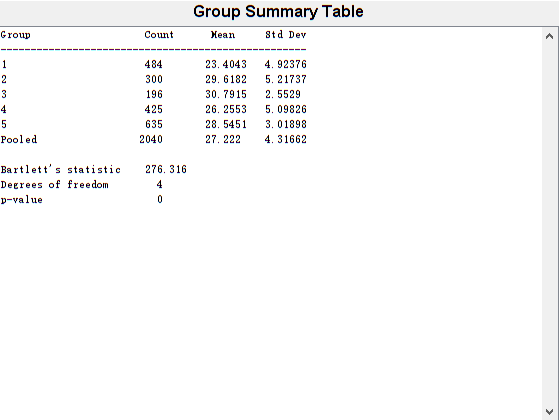 Group Summary Table
Group Count Mean Std Dev
--------------------------------------------------
1 484 23.4043 4.92376
2 300 29.6182 5.21737
3 196 30.7915 2.5529
4 425 26.2553 5.09826
5 635 28.5451 3.01898
Pooled 2040 27.222 4.31662
Bartlett's statistic 276.316
Degrees of freedom 4
p-value 0